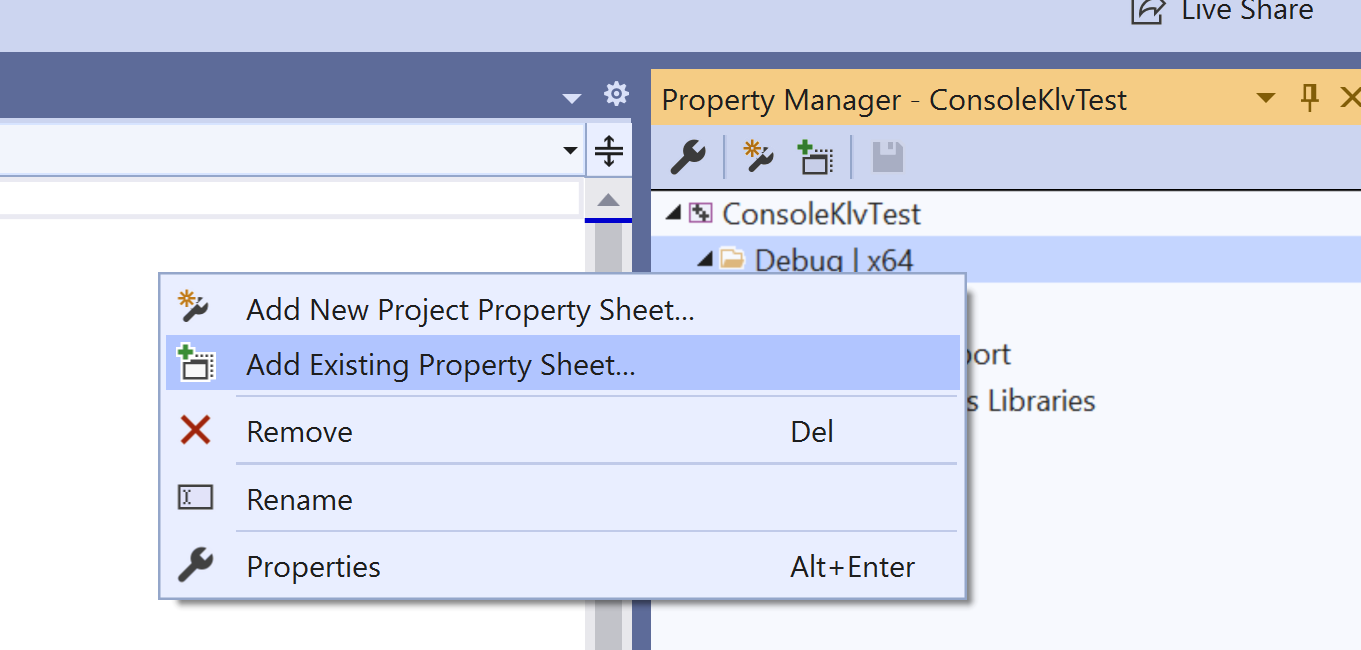 Live Share
Property Manager - ConsoleKlvTest
ConsoleKlvTest
Debug | x64
Add New Project Property Sheet...
Add Existing Property Sheet...
Remove Del
Rename
Properties Alt+Enter
Libraries